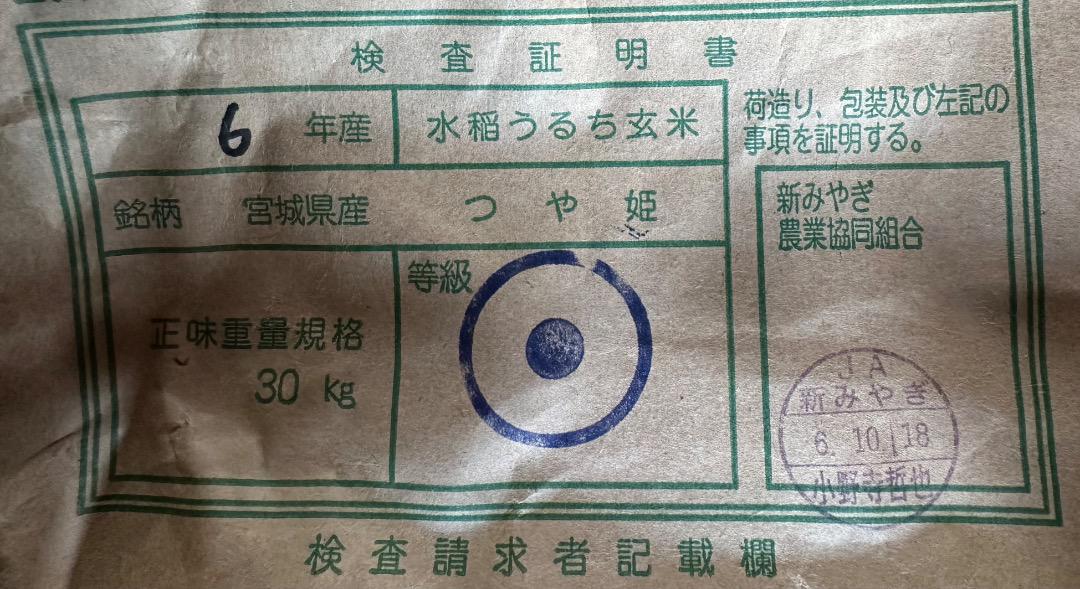 検査証明書
6 年産
水稲うるち玄米
荷造り、包装及び左記の
事項を証明する。
銘柄 宮城県産 つや姫
新みやぎ
農業協同組合
等級
正味重量規格
30 kg
JA
新みやぎ
6. 10. 18
小野寺哲也
検査請求者記載欄